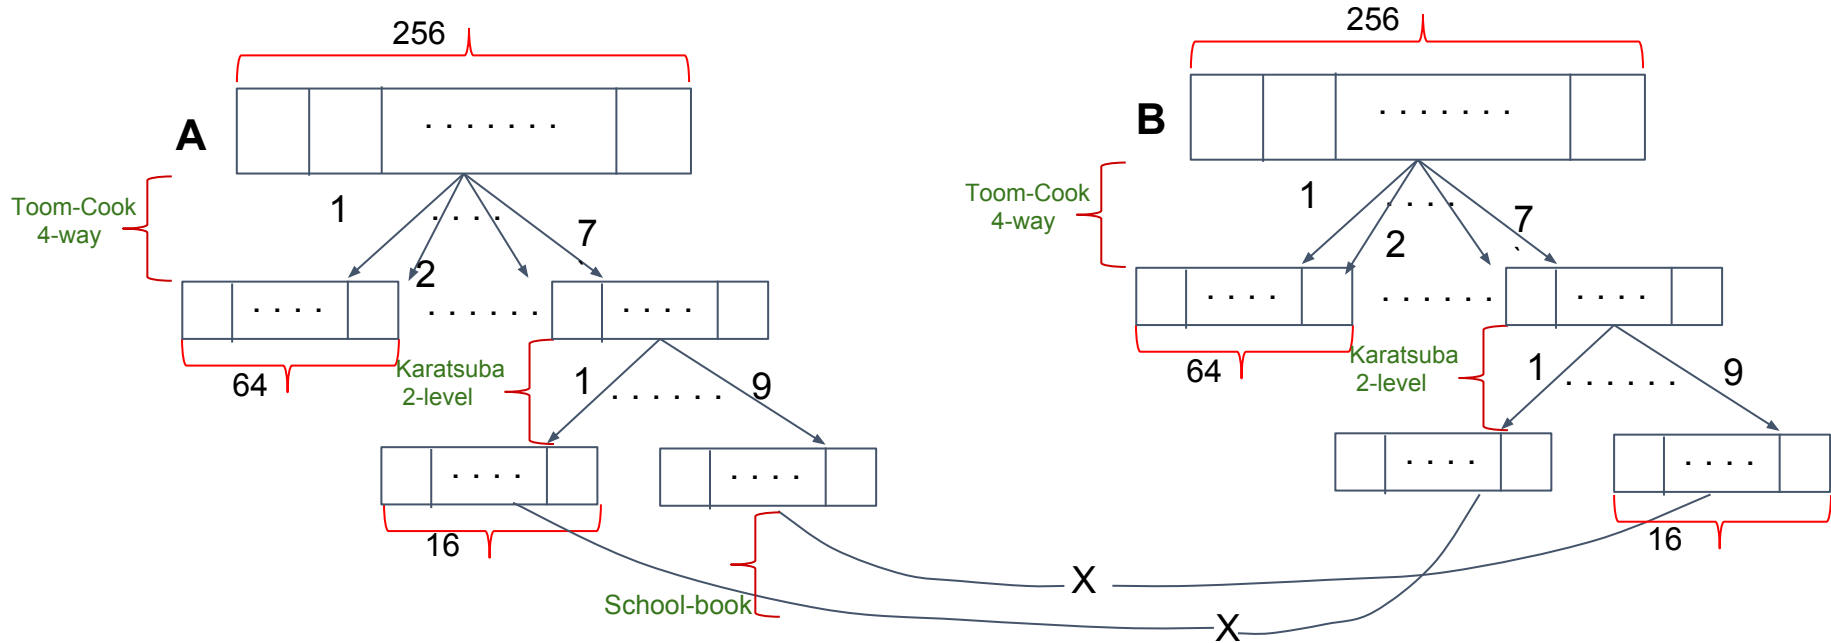 256
A
Toom-Cook
4-way
1
. . . .
7
2
. . . . . . .
. . . .
. . . . . .
. . . .
64
Karatsuba
2-level
1
. . . . . .
9
. . . .
. . . .
16
School-book
X
X
256
B
. . . . . . .
Toom-Cook
4-way
1
. . . .
7
2
. . . .
. . . . . .
. . . .
64
Karatsuba
2-level
1
. . . . . .
9
. . . .
. . . .
16